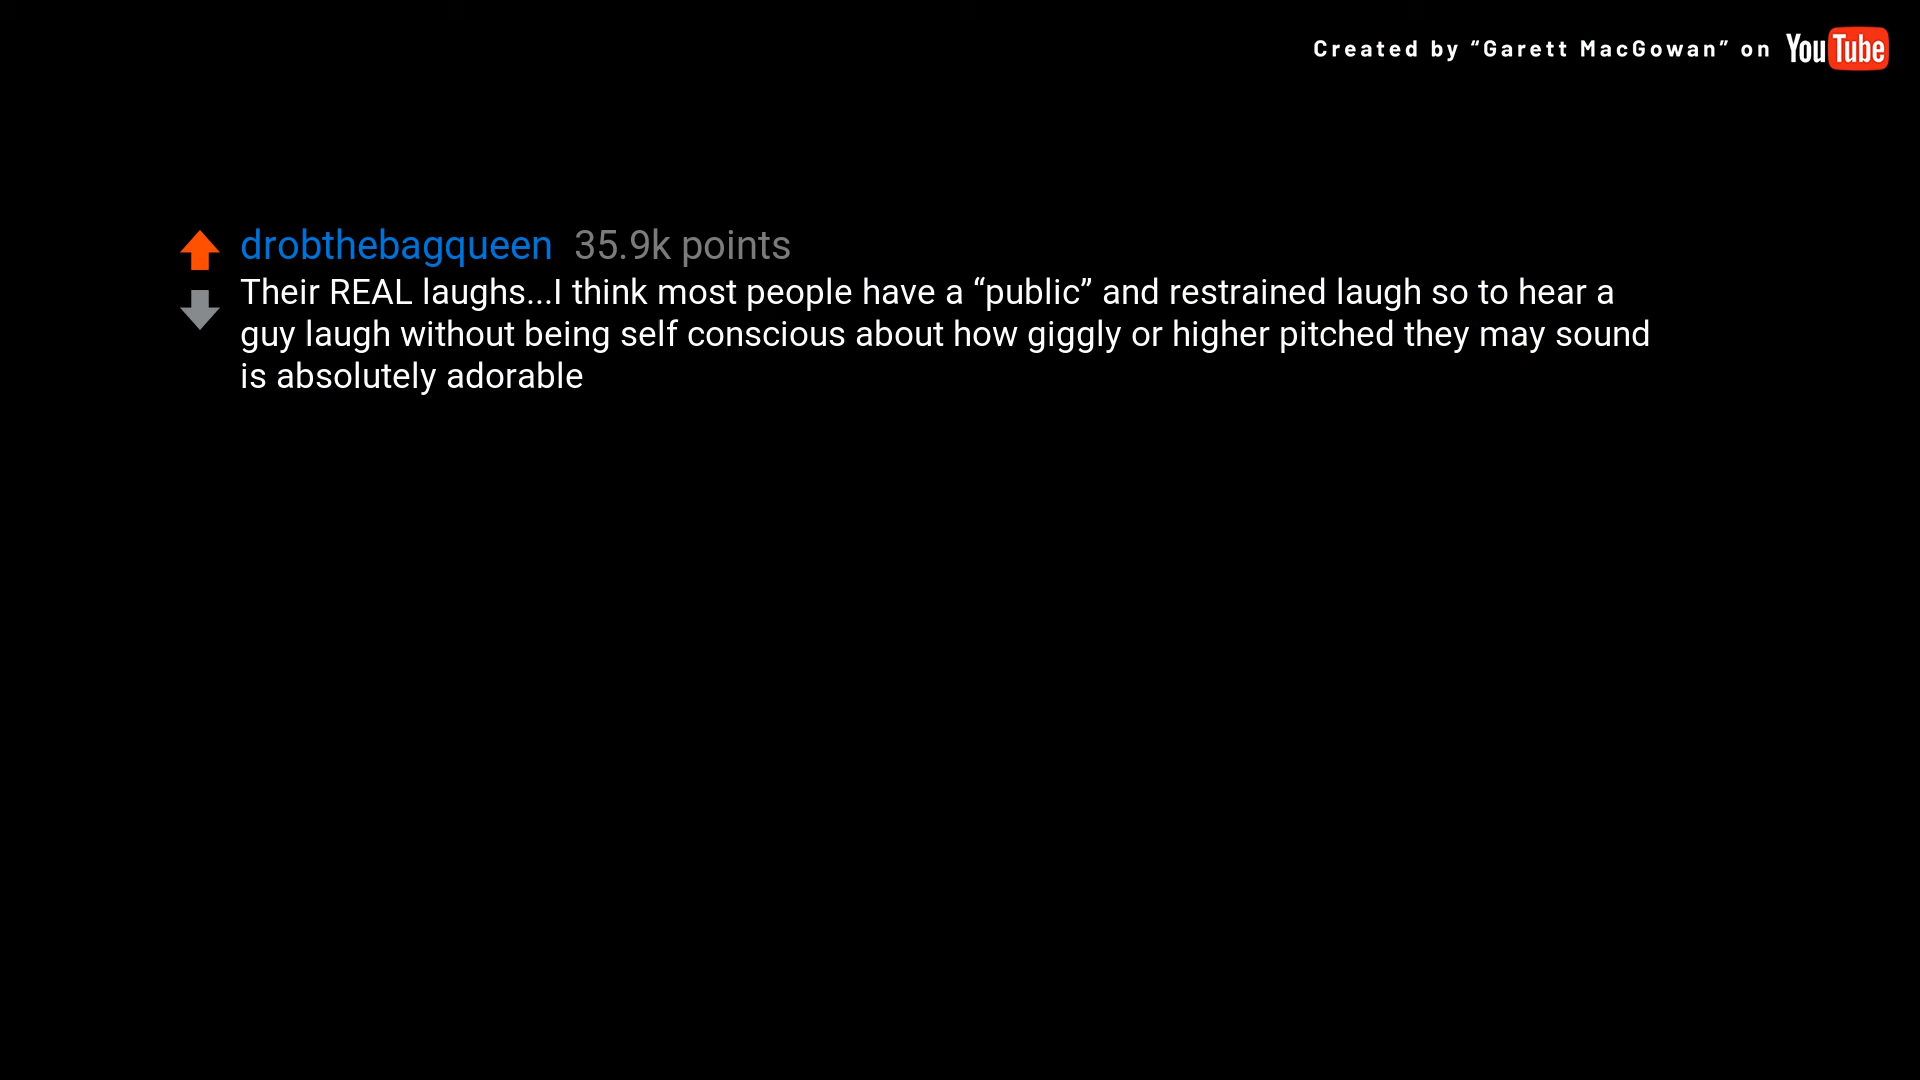 Created by “Garett MacGowan” on YouTube
drobthebagqueen 35.9k points
Their REAL laughs...I think most people have a “public” and restrained laugh so to hear a
guy laugh without being self conscious about how giggly or higher pitched they may sound
is absolutely adorable